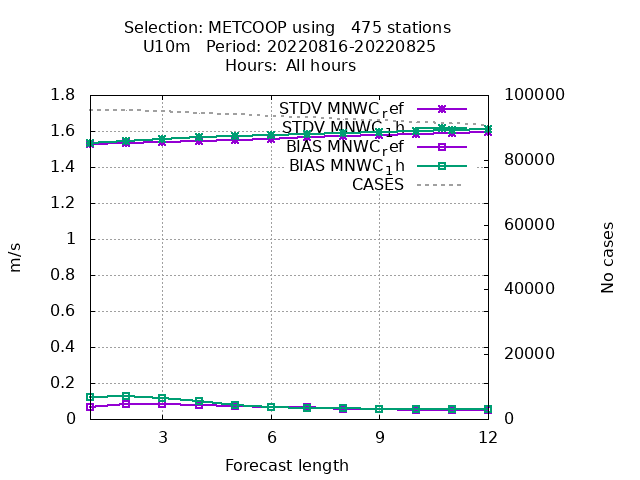 Selection: METCOOP using   475 stations
U10m   Period: 20220816-20220825
Hours:  All hours
1.8
1.6
1.4
1.2
1
0.8
0.6
0.4
0.2
0
100000
80000
60000
40000
20000
0
STDV MNWC_ref
STDV MNWC_1h
BIAS MNWC_ref
BIAS MNWC_1h
CASES
m/s
No cases
3
6
9
12
Forecast length